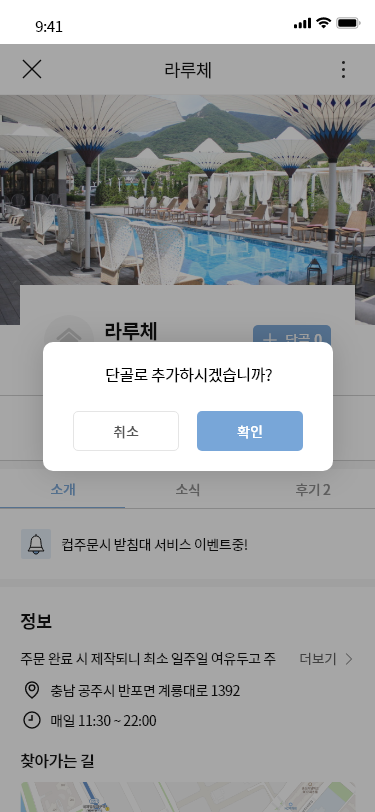 9:41
라루체
라루체
단골 0
단골로 추가하시겠습니까?
취소 확인
소개 소식 후기 2
컵주문시 받침대 서비스 이벤트중!
정보
주문 완료 시 제작되니 최소 일주일 여유두고 주 더보기
충남 공주시 반포면 계룡대로 1392
매일 11:30 ~ 22:00
찾아가는 길